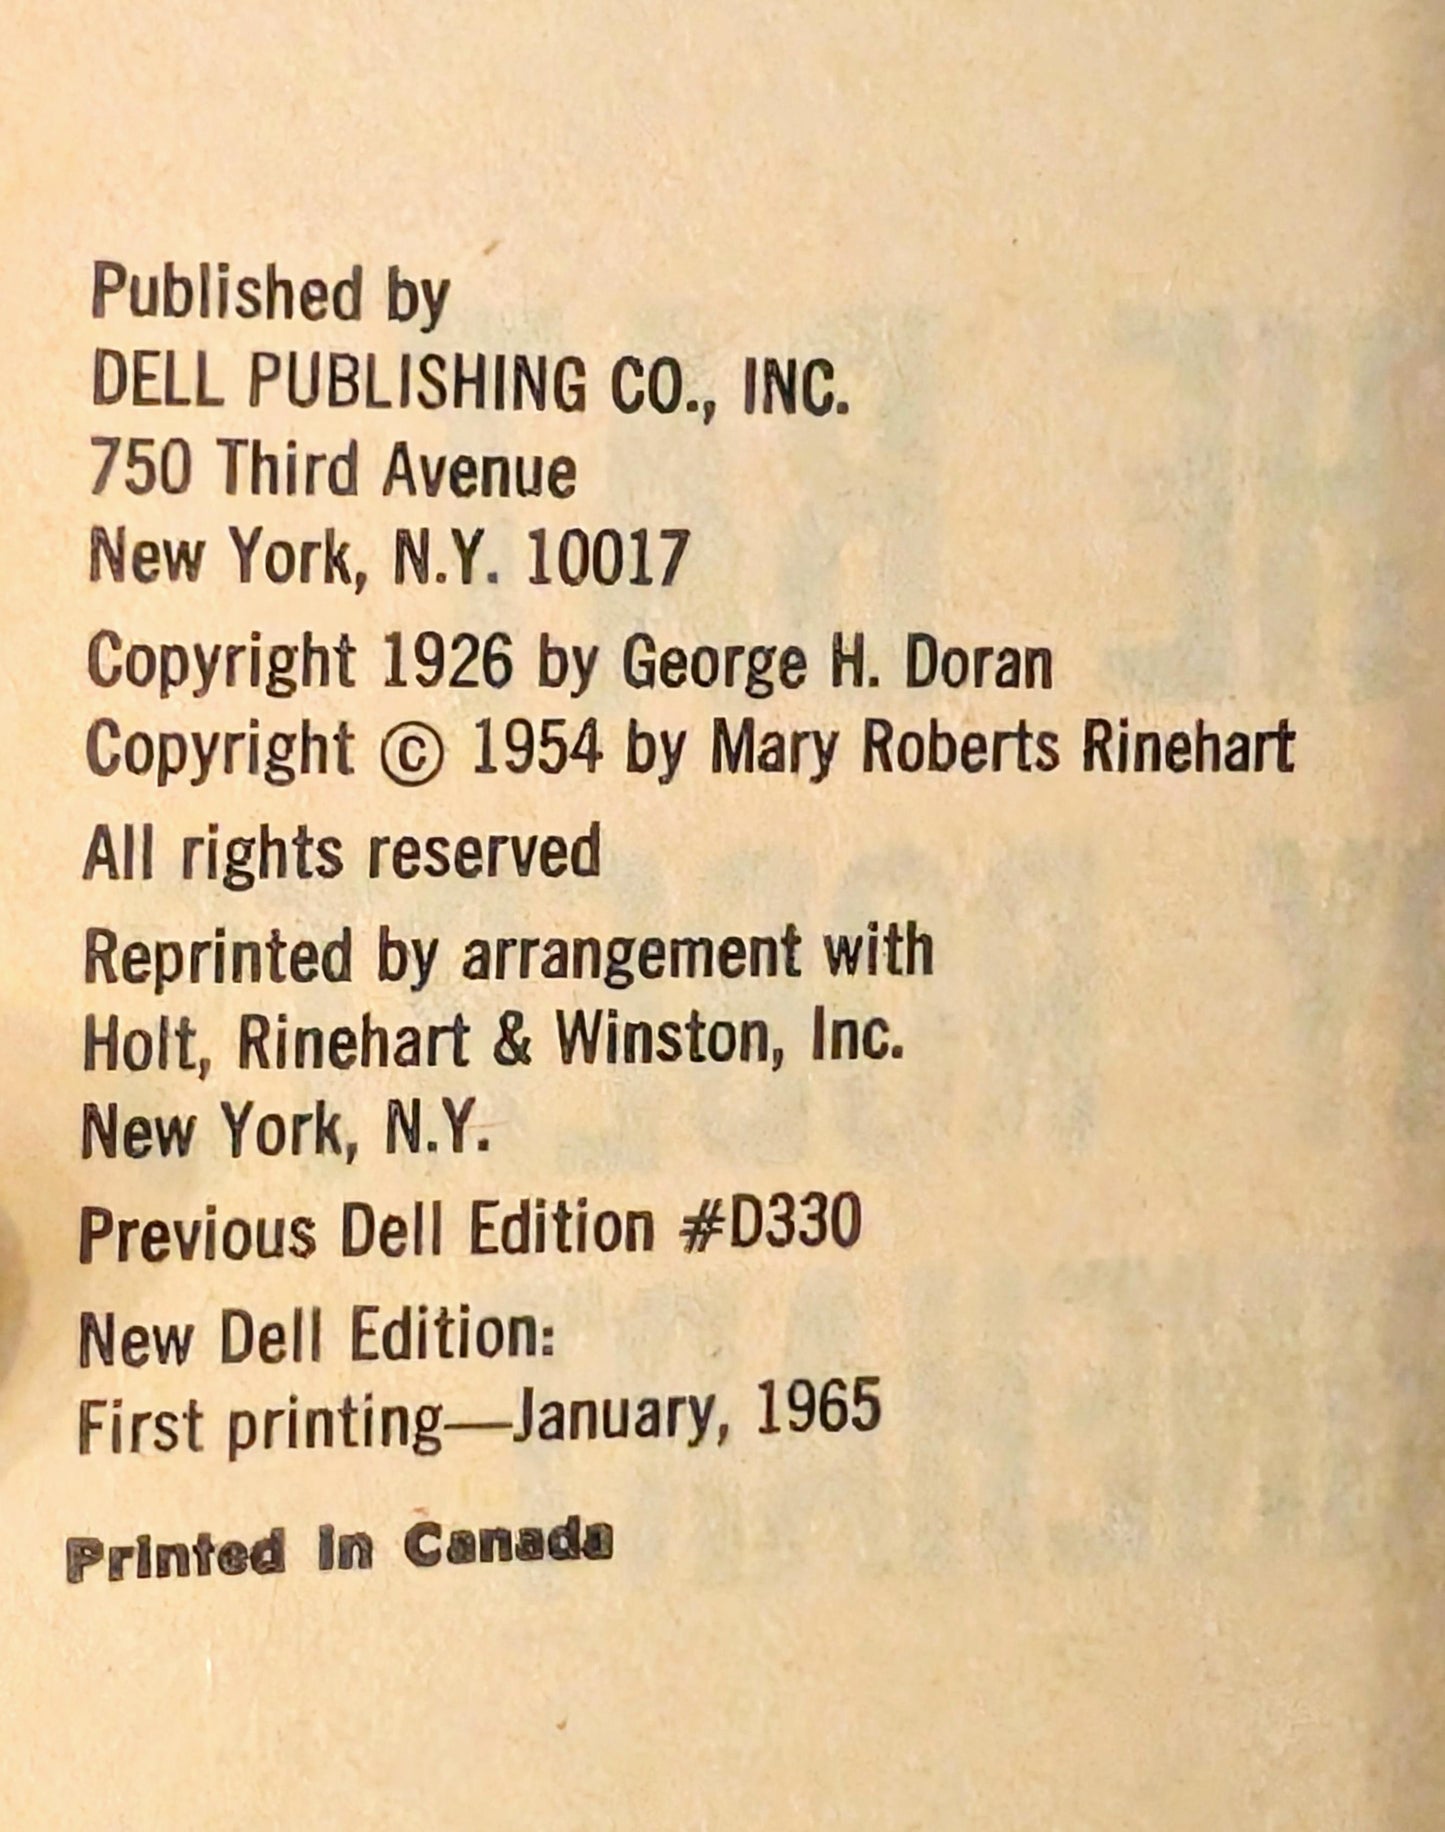 Published by
DELL PUBLISHING CO., INC.
750 Third Avenue
New York, N.Y. 10017
Copyright 1926 by George H. Doran
Copyright © 1954 by Mary Roberts Rinehart
All rights reserved
Reprinted by arrangement with
Holt, Rinehart & Winston, Inc.
New York, N.Y.
Previous Dell Edition #D330
New Dell Edition:
First printing—January, 1965
Printed in Canada